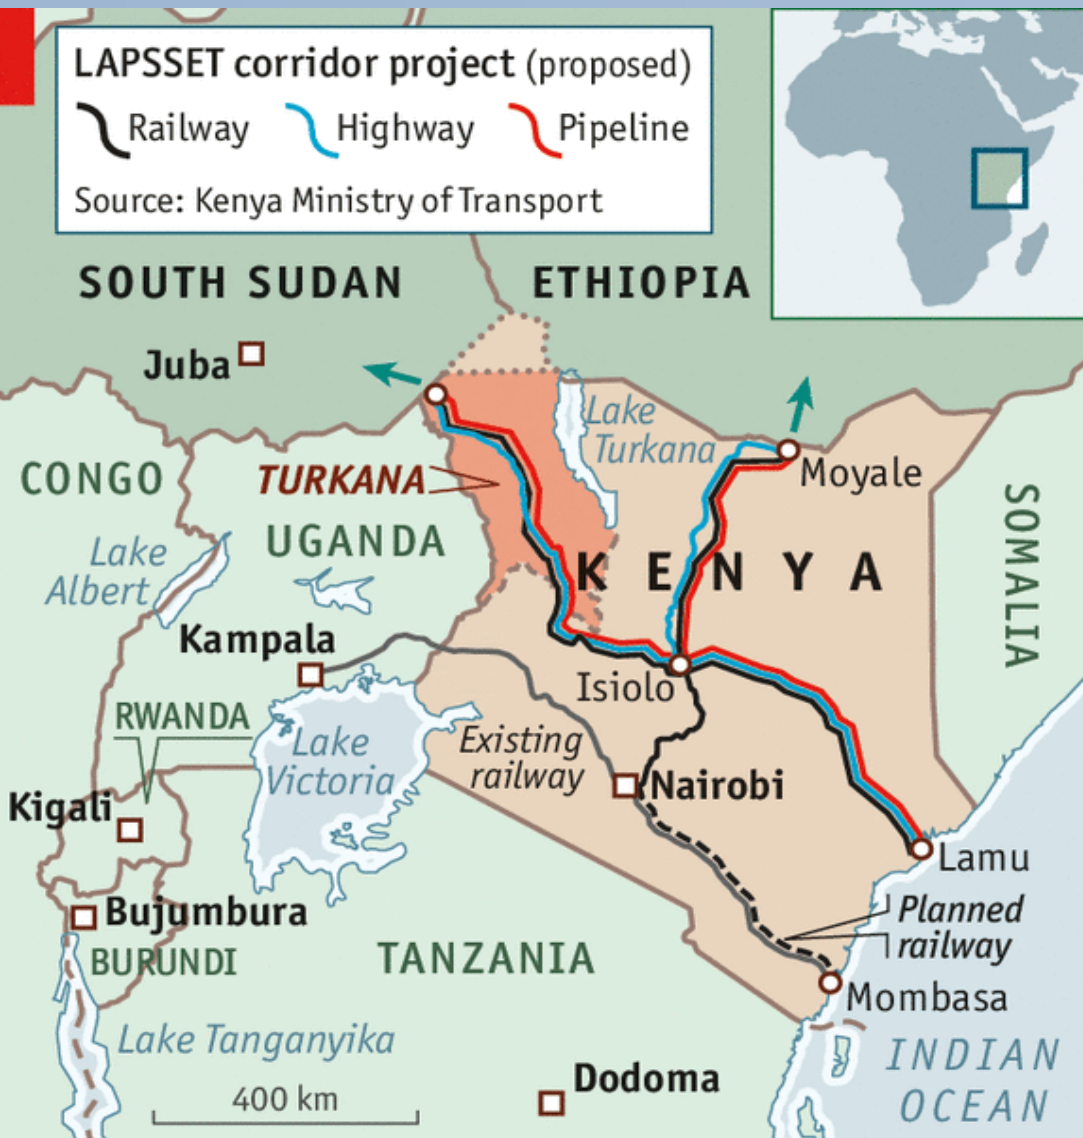 LAPSSET corridor project (proposed)
Railway Highway Pipeline
Source: Kenya Ministry of Transport
SOUTH SUDAN
ETHIOPIA
Juba
Lake
Turkana
CONGO
TURKANA
Moyale
UGANDA
SOMALIA
Lake
Albert
KENYA
Kampala
Isiolo
RWANDA
Lake
Victoria
Existing
railway
Nairobi
Kigali
Lamu
Bujumbura
Planned
railway
BURUNDI
TANZANIA
Mombasa
Lake Tanganyika
INDIAN
OCEAN
Dodoma
400 km